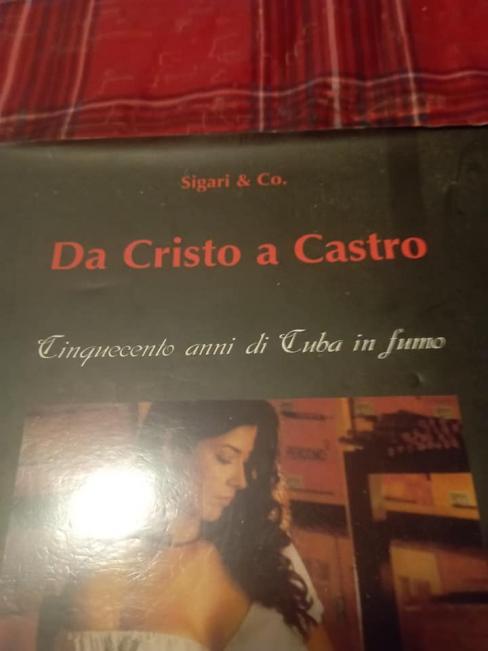 Sigari & Co.
Da Cristo a Castro
Cinquecento anni di Cuba in fumo